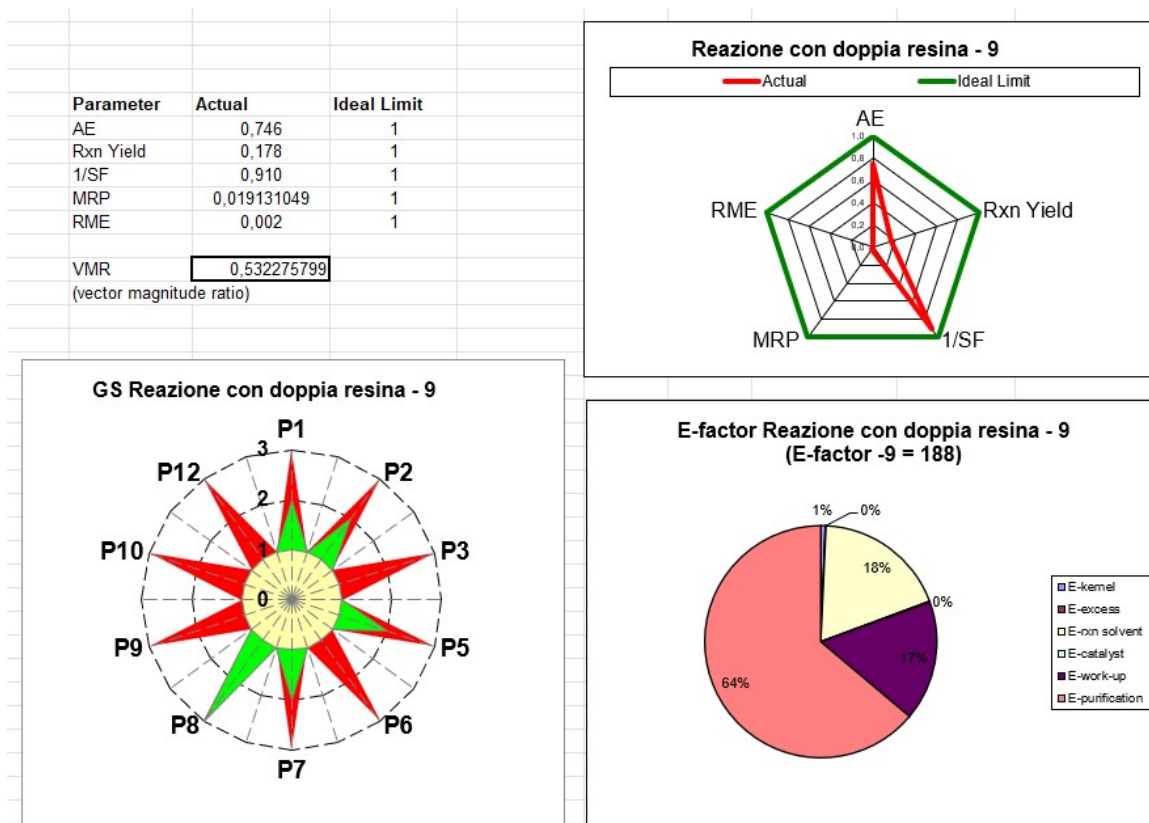 Parameter Actual Ideal Limit
AE 0,746 1
Rxn Yield 0,178 1
1/SF 0,910 1
MRP 0,019131049 1
RME 0,002 1
VMR 0,532275799
(vector magnitude ratio)
Reazione con doppia resina - 9
Actual Ideal Limit
AE
1,0
0,8
0,6
0,4
0,2
0,0
RME
Rxn Yield
MRP
1/SF
GS Reazione con doppia resina - 9
P1
3
P12
P2
2
P10
P3
1
0
P9
P5
P8
P6
P7
E-factor Reazione con doppia resina - 9
(E-factor -9 = 188)
1% 0%
18%
0%
17%
64%
E-kernel
E-excess
E-rxn solvent
E-catalyst
E-work-up
E-purification